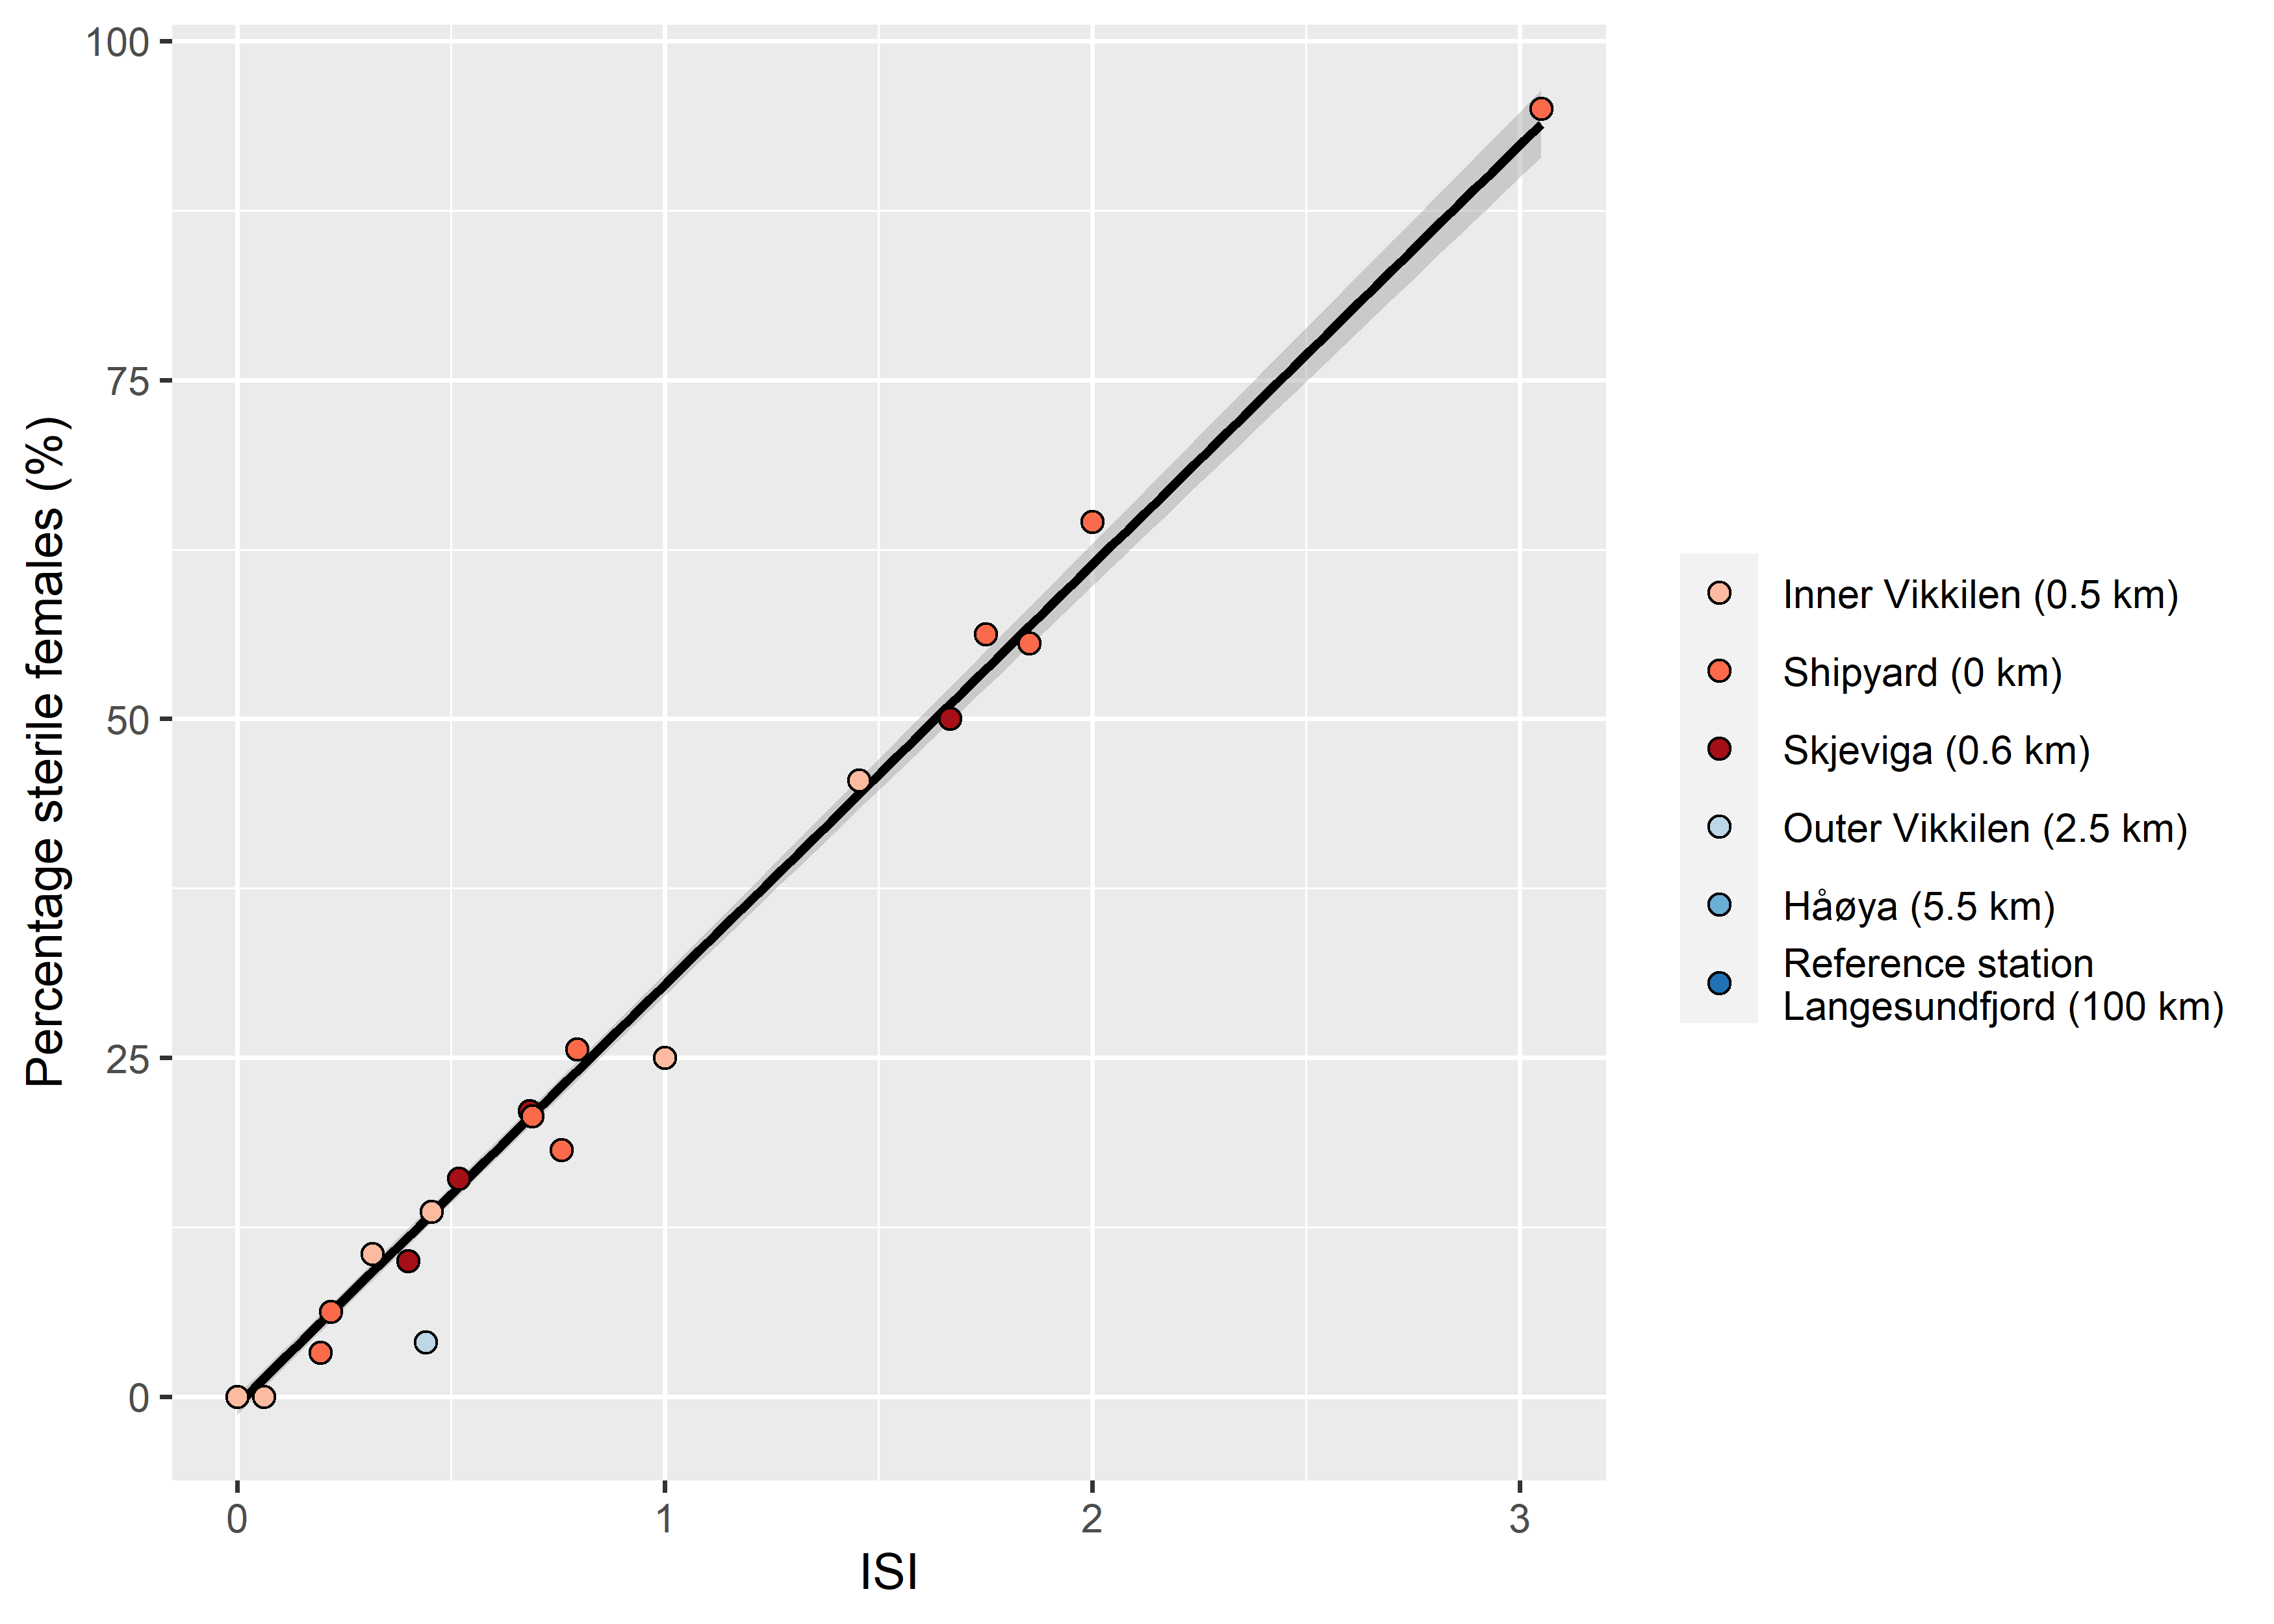 Percentage sterile females (%)
100
75
50
25
0
0 1 2 3
ISI
Inner Vikkilen (0.5 km)
Shipyard (0 km)
Skjeviga (0.6 km)
Outer Vikkilen (2.5 km)
Håøya (5.5 km)
Reference station
Langesundfjord (100 km)